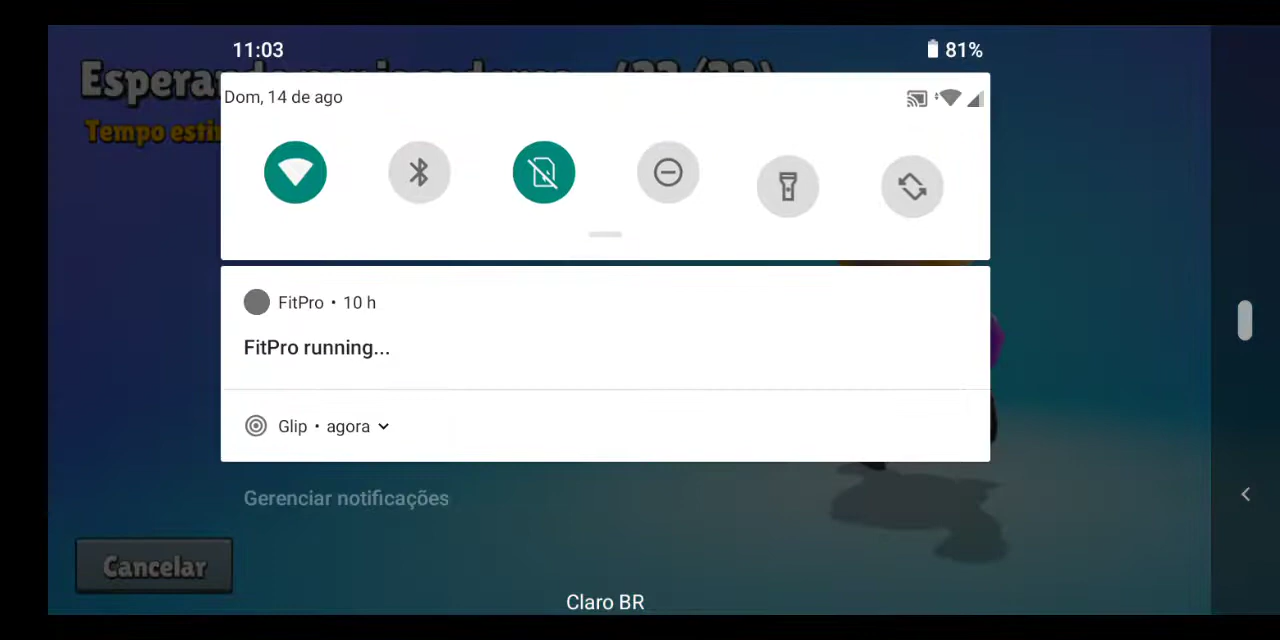 11:03
81%
Dom, 14 de ago
FitPro • 10 h
FitPro running...
Glip • agora
Gerenciar notificações
Cancelar
Claro BR